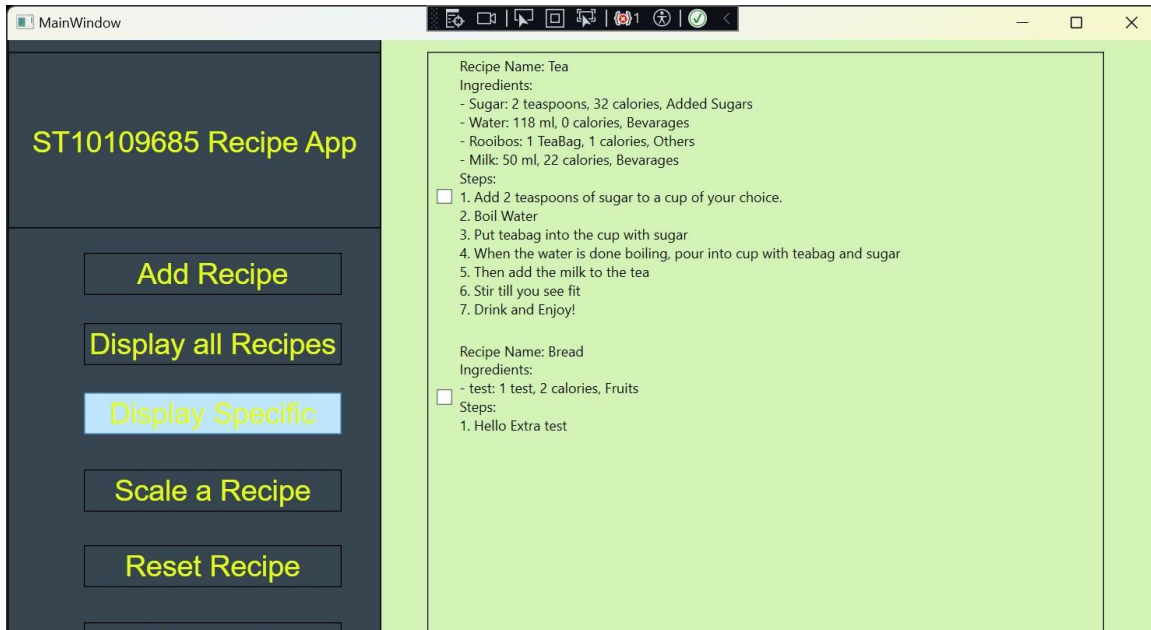 MainWindow
1
ST10109685 Recipe App
Add Recipe
Display all Recipes
Display Specific
Scale a Recipe
Reset Recipe
Recipe Name: Tea
Ingredients:
- Sugar: 2 teaspoons, 32 calories, Added Sugars
- Water: 118 ml, 0 calories, Bevarages
- Rooibos: 1 TeaBag, 1 calories, Others
- Milk: 50 ml, 22 calories, Bevarages
Steps:
1. Add 2 teaspoons of sugar to a cup of your choice.
2. Boil Water
3. Put teabag into the cup with sugar
4. When the water is done boiling, pour into cup with teabag and sugar
5. Then add the milk to the tea
6. Stir till you see fit
7. Drink and Enjoy!
Recipe Name: Bread
Ingredients:
- test: 1 test, 2 calories, Fruits
Steps:
1. Hello Extra test